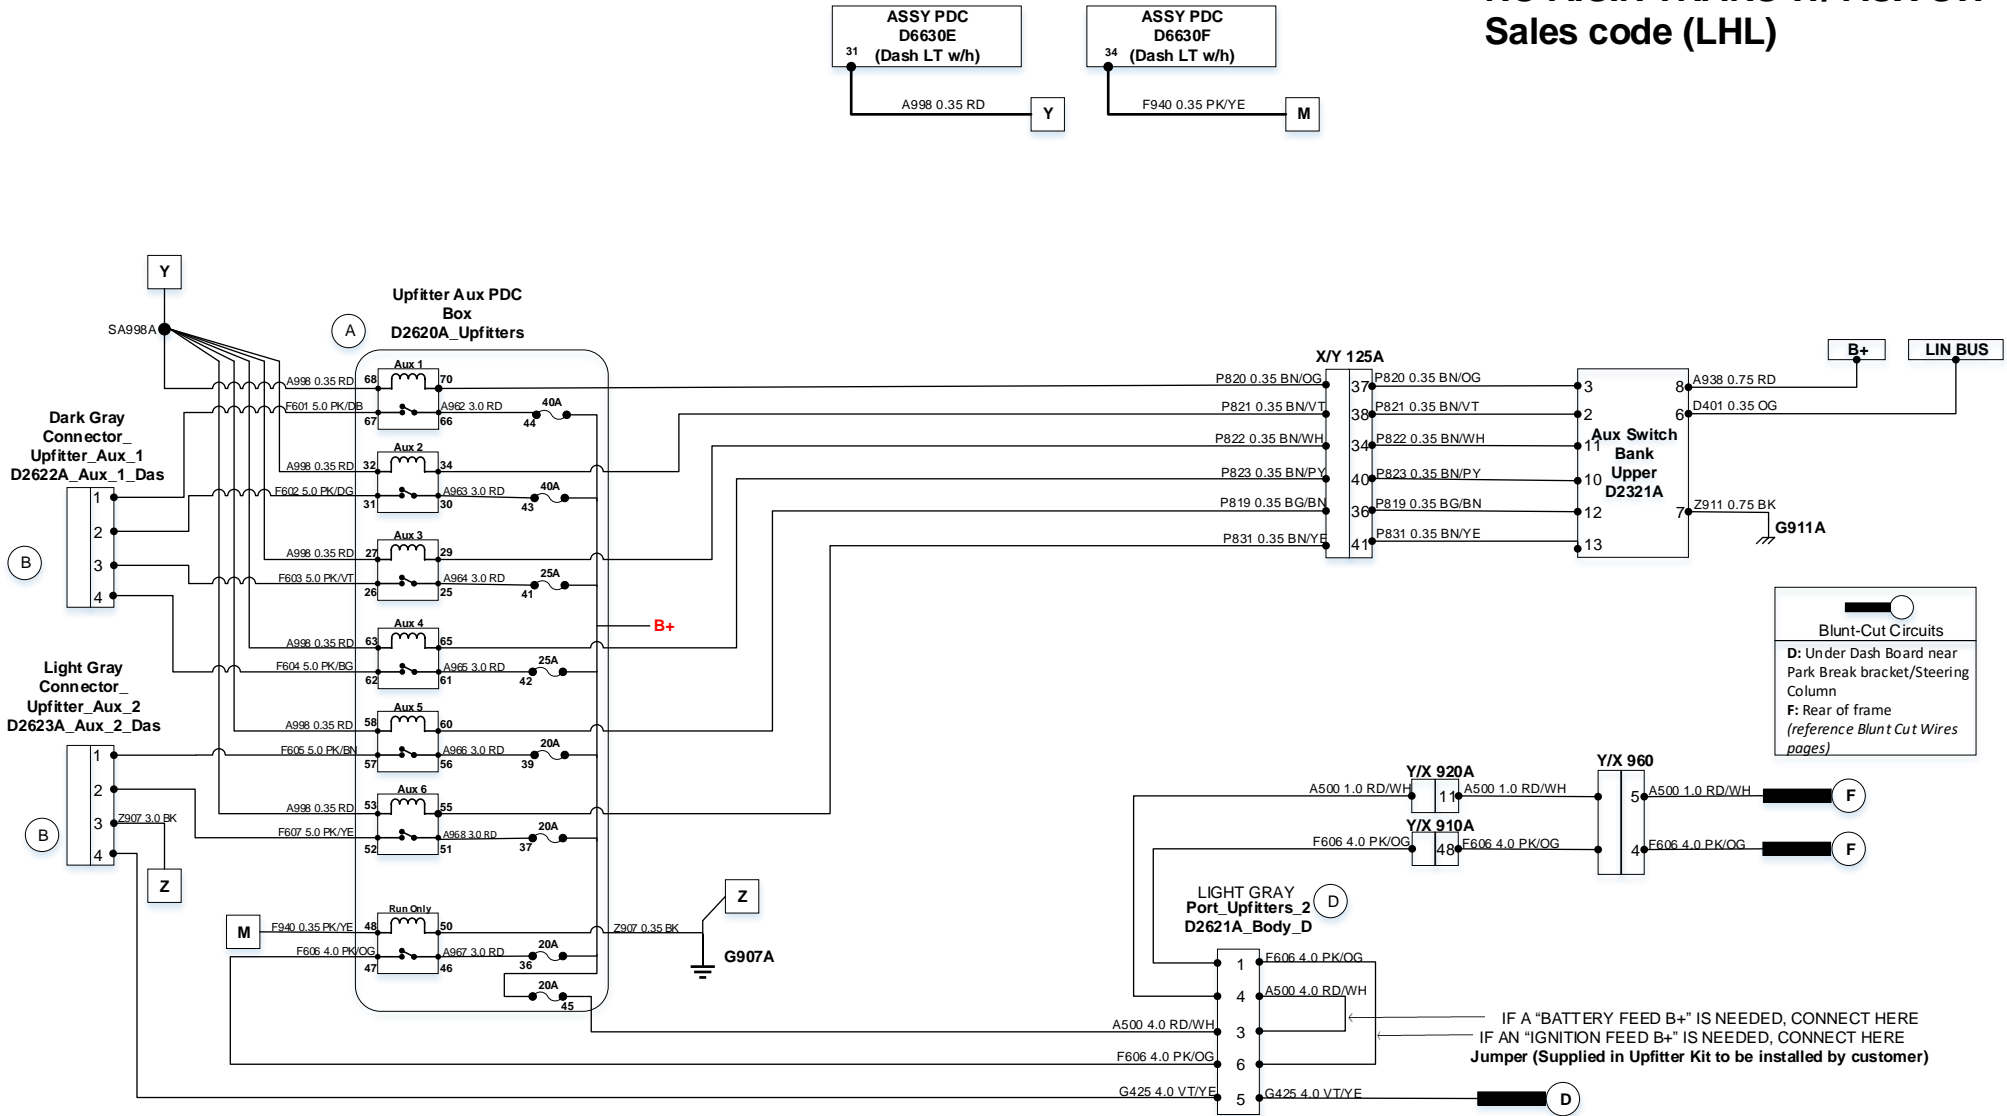 Sales code (LHL)
ASSY PDC
D6630E
(Dash LT w/h)
31
A998 0.35 RD
Y
ASSY PDC
D6630F
(Dash LT w/h)
34
F940 0.35 PK/YE
M
Y
SA998A
Upfitter Aux PDC
Box
D2620A_Upfitters
A
Aux 1
A998 0.35 RD
68
70
F601 5.0 PK/DB
67
66
A962 3.0 RD
40A
44
Aux 2
A998 0.35 RD
32
34
F602 5.0 PK/DG
31
30
A963 3.0 RD
40A
43
Aux 3
A998 0.35 RD
27
29
F603 5.0 PK/VT
26
25
A964 3.0 RD
25A
41
B+
Aux 4
A998 0.35 RD
63
65
F604 5.0 PK/BG
62
61
A965 3.0 RD
25A
42
Aux 5
A998 0.35 RD
58
60
F605 5.0 PK/BN
57
56
A966 3.0 RD
20A
39
Aux 6
A998 0.35 RD
53
55
F607 5.0 PK/YE
52
51
A968 3.0 RD
20A
37
Run Only
M
F940 0.35 PK/YE
48
50
Z907 0.35 BK
F606 4.0 PK/OG
47
46
A967 3.0 RD
20A
36
20A
45
Z
G907A
Dark Gray
Connector_
Upfitter_Aux_1
D2622A_Aux_1_Das
1
2
3
4
B
Light Gray
Connector_
Upfitter_Aux_2
D2623A_Aux_2_Das
1
2
3
4
Z907 3.0 BK
Z
B
X/Y 125A
P820 0.35 BN/OG
37
P820 0.35 BN/OG
3
P821 0.35 BN/VT
38
P821 0.35 BN/VT
2
P822 0.35 BN/WH
34
P822 0.35 BN/WH
11
P823 0.35 BN/PY
40
P823 0.35 BN/PY
10
P819 0.35 BG/BN
36
P819 0.35 BG/BN
12
P831 0.35 BN/YE
41
P831 0.35 BN/YE
13
Aux Switch
Bank
Upper
D2321A
8
A938 0.75 RD
B+
6
D401 0.35 OG
LIN BUS
7
Z911 0.75 BK
G911A
Blunt-Cut Circuits
D: Under Dash Board near
Park Break bracket/Steering
Column
F: Rear of frame
(reference Blunt Cut Wires
pages)
Y/X 920A
A500 1.0 RD/WH
11
A500 1.0 RD/WH
Y/X 910A
F606 4.0 PK/OG
48
F606 4.0 PK/OG
Y/X 960
5
A500 1.0 RD/WH
F
4
F606 4.0 PK/OG
F
LIGHT GRAY
Port_Upfitters_2
D2621A_Body_D
D
1
F606 4.0 PK/OG
4
A500 4.0 RD/WH
A500 4.0 RD/WH
3
F606 4.0 PK/OG
6
G425 4.0 VT/YE
5
G425 4.0 VT/YE
D
IF A “BATTERY FEED B+” IS NEEDED, CONNECT HERE
IF AN “IGNITION FEED B+” IS NEEDED, CONNECT HERE
Jumper (Supplied in Upfitter Kit to be installed by customer)